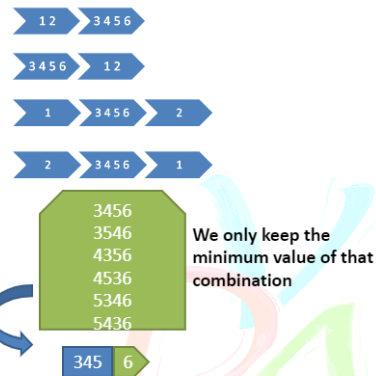 1 2 3 4 5 6
3 4 5 6 1 2
1 3 4 5 6 2
2 3 4 5 6 1
3456
3546
4356
4536
5346
5436
We only keep the
minimum value of that
combination
345 6